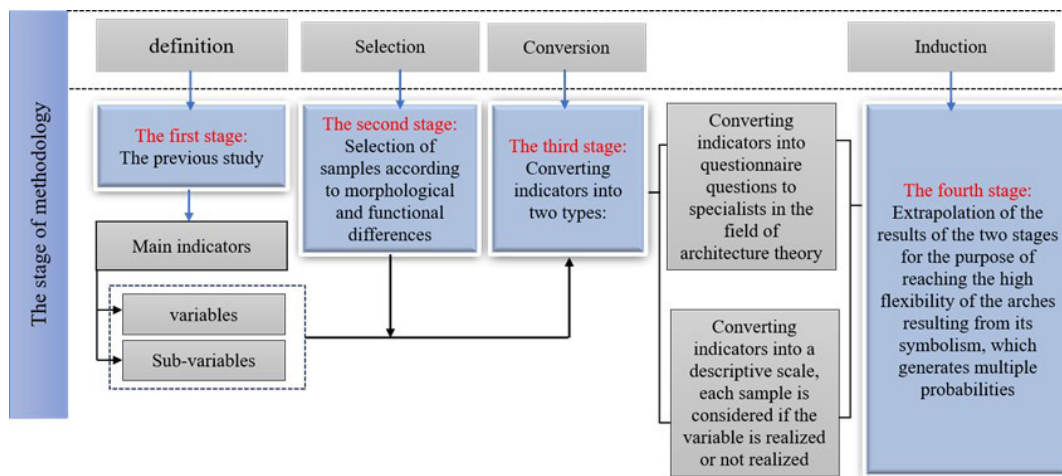 The stage of methodology
definition
Selection
Conversion
Induction
The first stage:
The previous study
Main indicators
variables
Sub-variables
The second stage:
Selection of
samples according
to morphological
and functional
differences
The third stage:
Converting
indicators into
two types:
Converting
indicators into
questionnaire
questions to
specialists in the
field of
architecture theory
Converting
indicators into a
descriptive scale,
each sample is
considered if the
variable is realized
or not realized
The fourth stage:
Extrapolation of the
results of the two
stages for the purpose
of reaching the high
flexibility of the arches
resulting from its
symbolism, which
generates multiple
probabilities